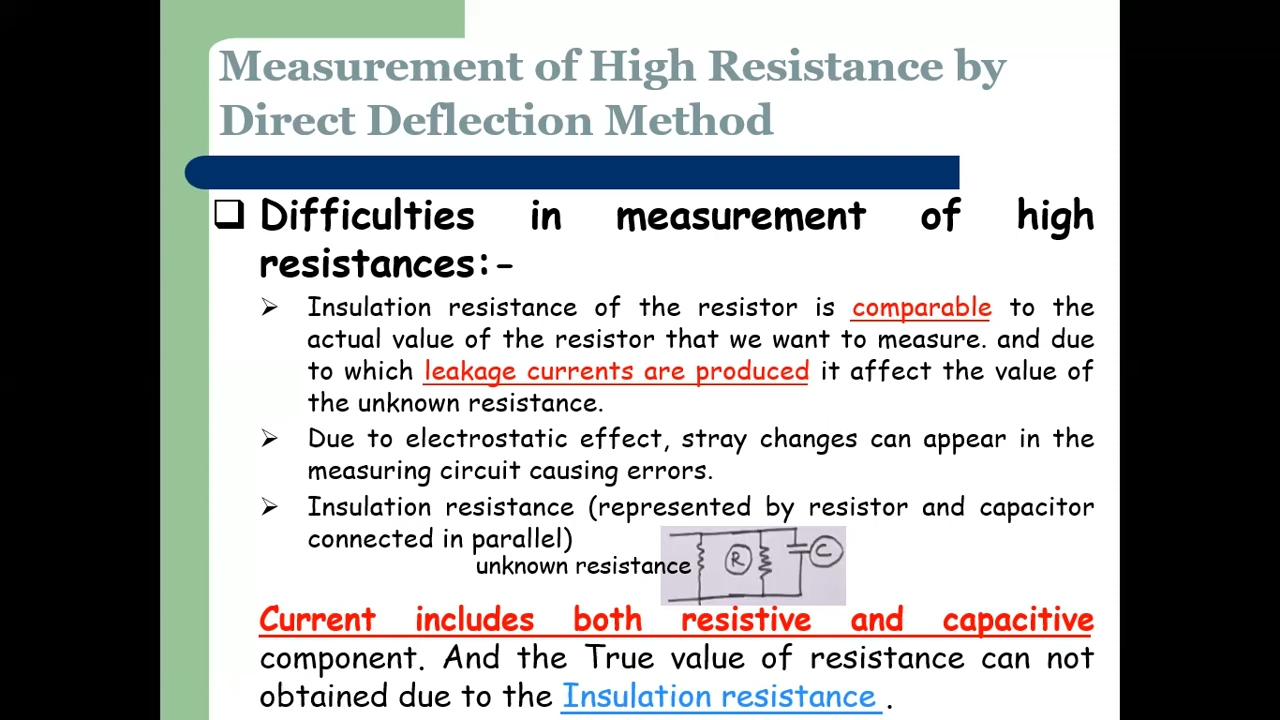 Measurement of High Resistance by
Direct Deflection Method
Difficulties in measurement of high
resistances:-
Insulation resistance of the resistor is comparable to the
actual value of the resistor that we want to measure. and due
to which leakage currents are produced it affect the value of
the unknown resistance.
Due to electrostatic effect, stray changes can appear in the
measuring circuit causing errors.
Insulation resistance (represented by resistor and capacitor
connected in parallel)
unknown resistance R C
Current includes both resistive and capacitive
component. And the True value of resistance can not
obtained due to the Insulation resistance .